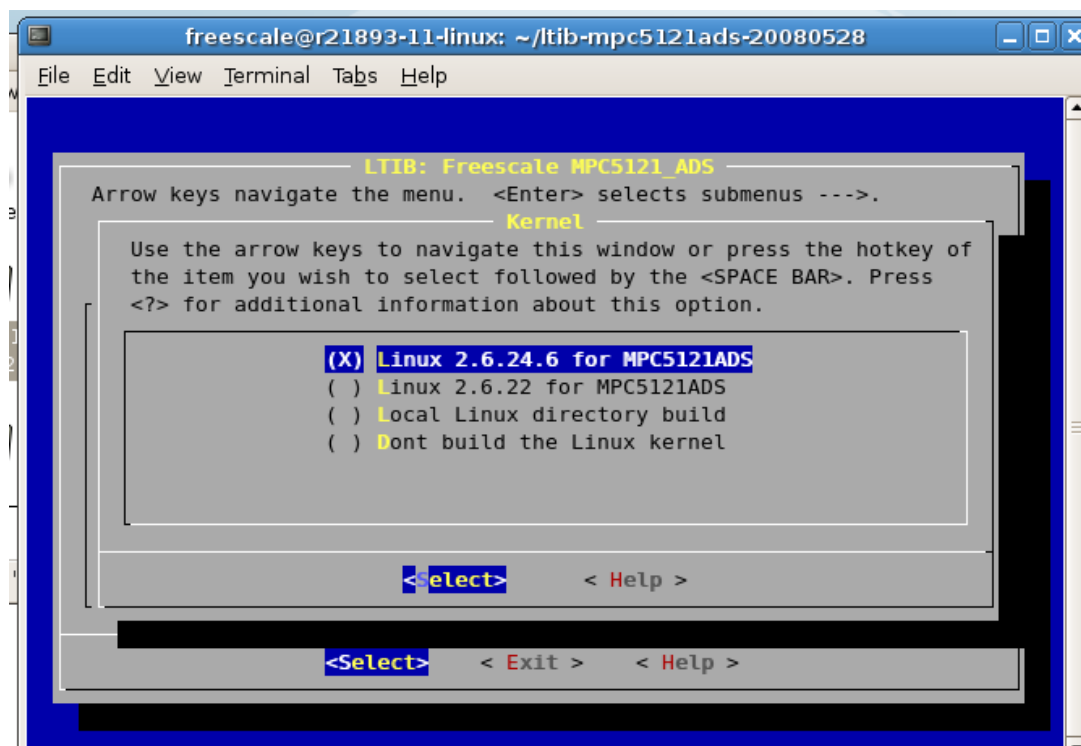 freescale@r21893-11-linux: ~/ltib-mpc5121ads-20080528
File Edit View Terminal Tabs Help
LTIB: Freescale MPC5121_ADS
Arrow keys navigate the menu. <Enter> selects submenus --->.
Kernel
Use the arrow keys to navigate this window or press the hotkey of
the item you wish to select followed by the <SPACE BAR>. Press
<?> for additional information about this option.
(X) Linux 2.6.24.6 for MPC5121ADS
( ) Linux 2.6.22 for MPC5121ADS
( ) Local Linux directory build
( ) Dont build the Linux kernel
<Select> < Help >
<Select> < Exit > < Help >